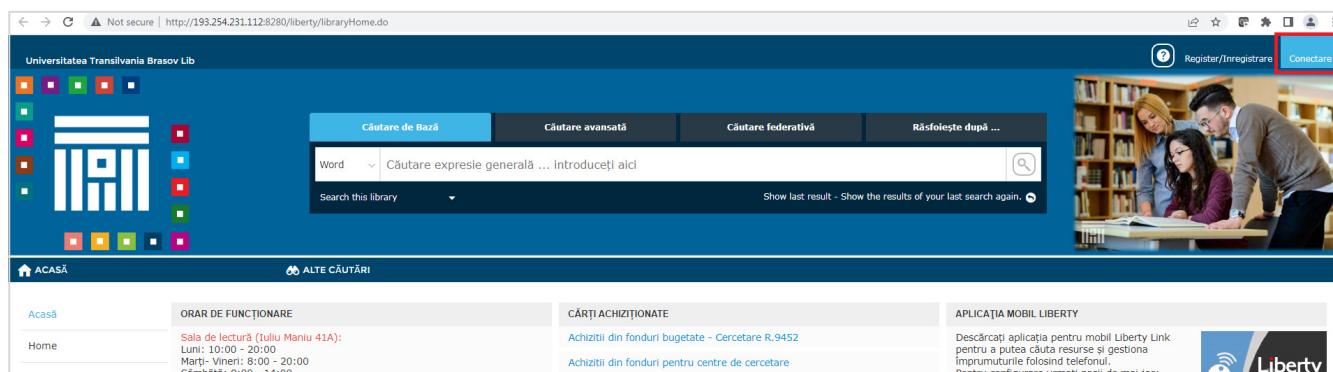 Not secure | http://193.254.231.112:8280/liberty/libraryHome.do
Universitatea Transilvania Brasov Lib
? Register/Inregistrare Conectare
Căutare de Bază Căutare avansată Căutare federativă Răsfoiește după ...
Word Căutare expresie generală ... introduceți aici
Search this library Show last result - Show the results of your last search again.
ACASĂ ALTE CĂUTĂRI
Acasă
Home
ORAR DE FUNCȚIONARE
Sala de lectură (Iuliu Maniu 41A):
Luni: 10:00 - 20:00
Marți- Vineri: 8:00 - 20:00
CĂRȚI ACHIZIȚIONATE
Achizitii din fonduri bugetate - Cercetare R.9452
Achizitii din fonduri pentru centre de cercetare
APLICAȚIA MOBIL LIBERTY
Descărcați aplicația pentru mobil Liberty Link
pentru a putea căuta resurse și gestiona
împrumuturile folosind telefonul.
Liberty